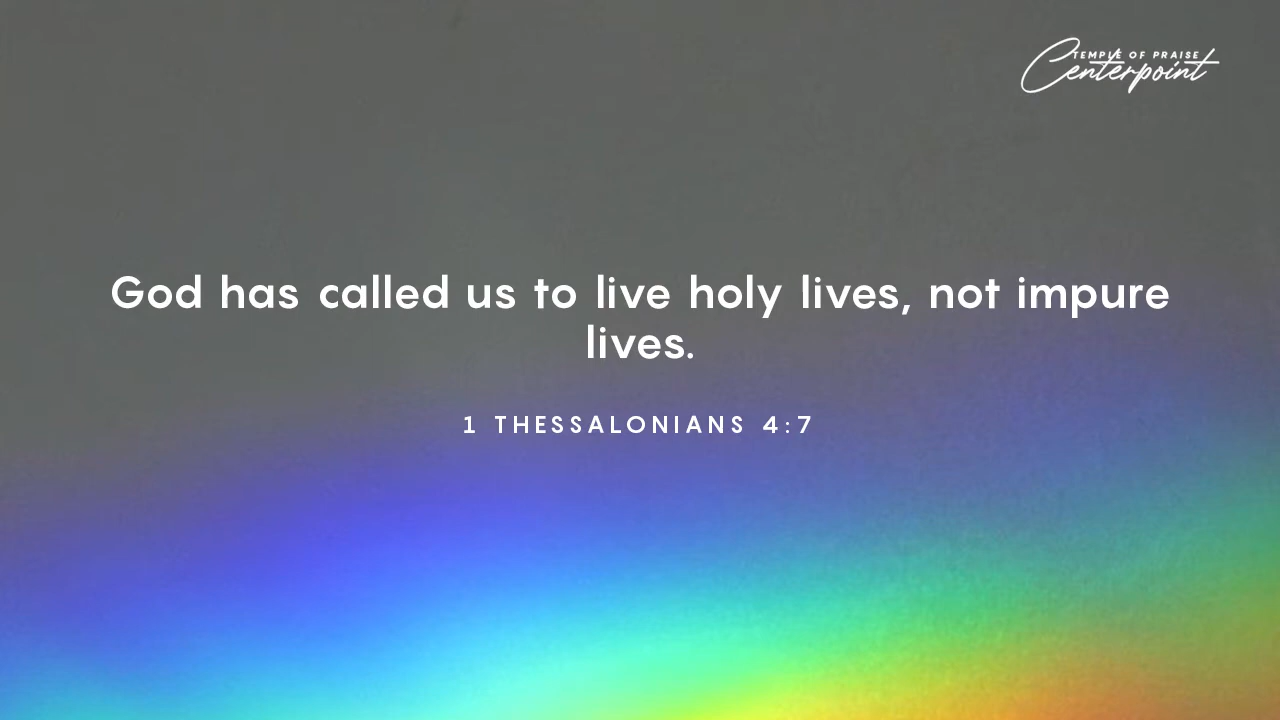 TEMPLE OF PRAISE
Centerpoint
God has called us to live holy lives, not impure
lives.
1 THESSALONIANS 4:7